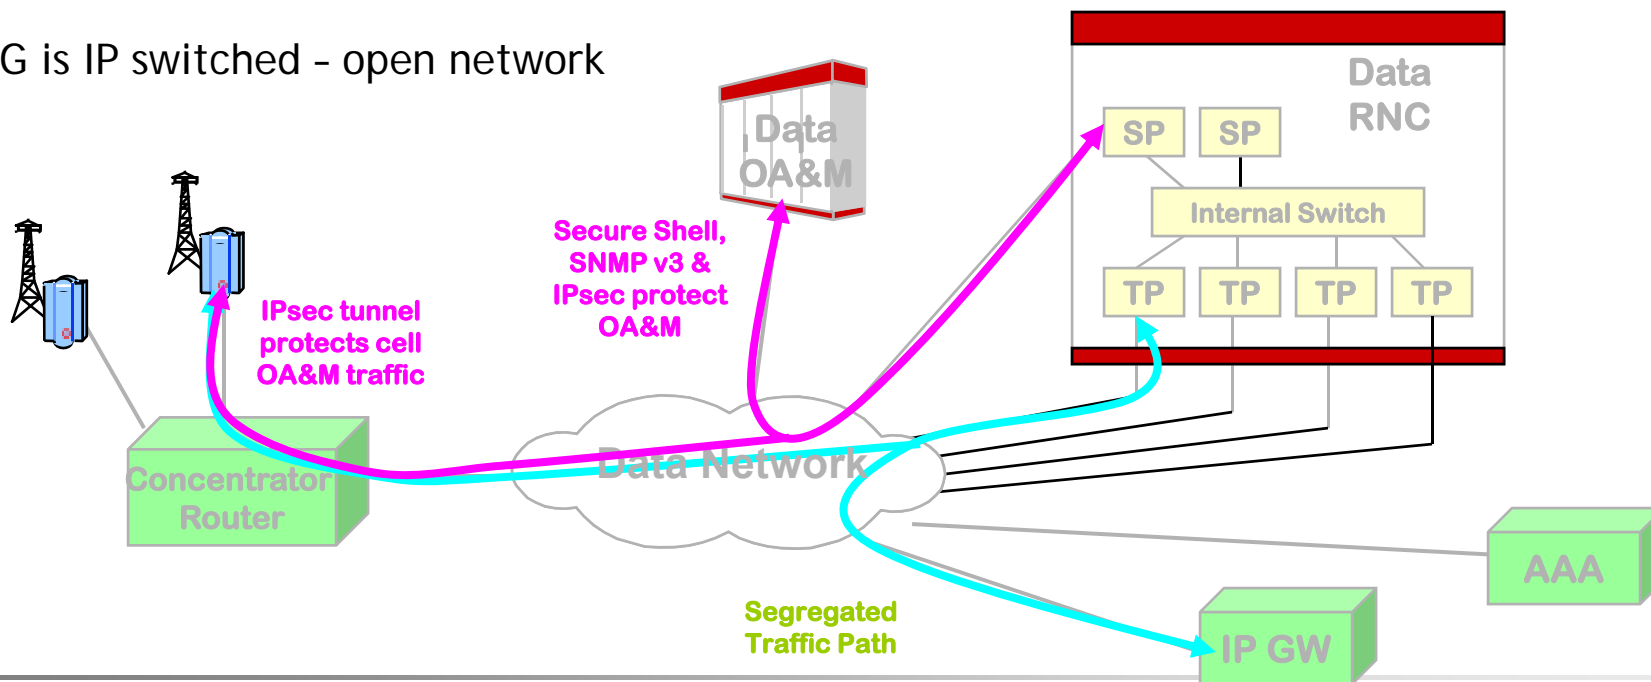 G is IP switched – open network
Data
RNC
SP
SP
Internal Switch
TP
TP
TP
TP
Data
OA&M
Secure Shell,
SNMP v3 &
IPsec protect
OA&M
IPsec tunnel
protects cell
OA&M traffic
Concentrator
Router
Data Network
AAA
Segregated
Traffic Path
IP GW